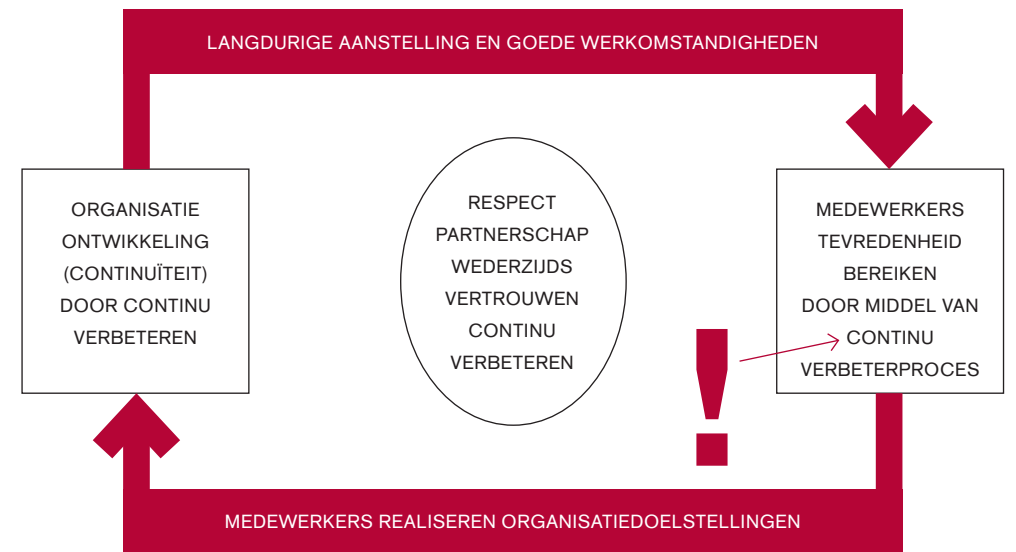 LANGDURIGE AANSTELLING EN GOEDE WERKOMSTANDIGHEDEN
ORGANISATIE
ONTWIKKELING
(CONTINUÏTEIT)
DOOR CONTINU
VERBETEREN
RESPECT
PARTNERSCHAP
WEDERZIJDS
VERTROUWEN
CONTINU
VERBETEREN
!
MEDEWERKERS
TEVREDENHEID
BEREIKEN
DOOR MIDDEL VAN
CONTINU
VERBETERPROCES
MEDEWERKERS REALISEREN ORGANISATIEDOELSTELLINGEN